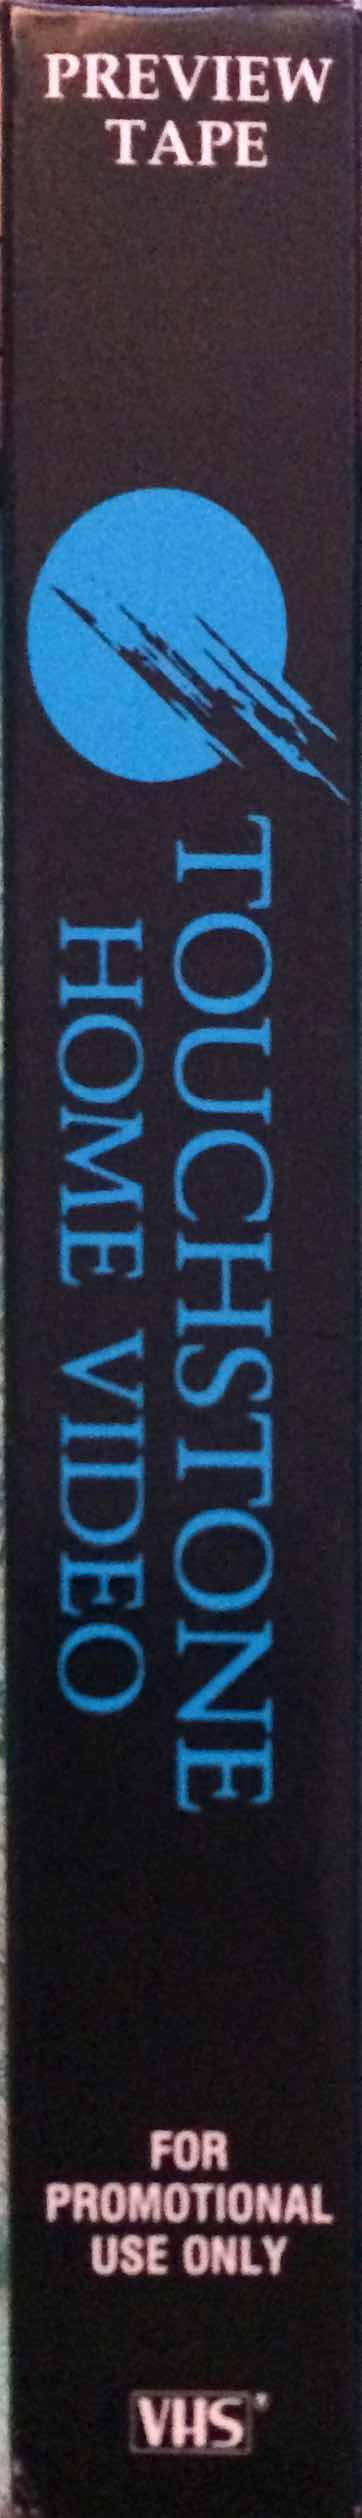 PREVIEW
TAPE
TOUCHSTONE
HOME VIDEO
FOR
PROMOTIONAL
USE ONLY
VHS